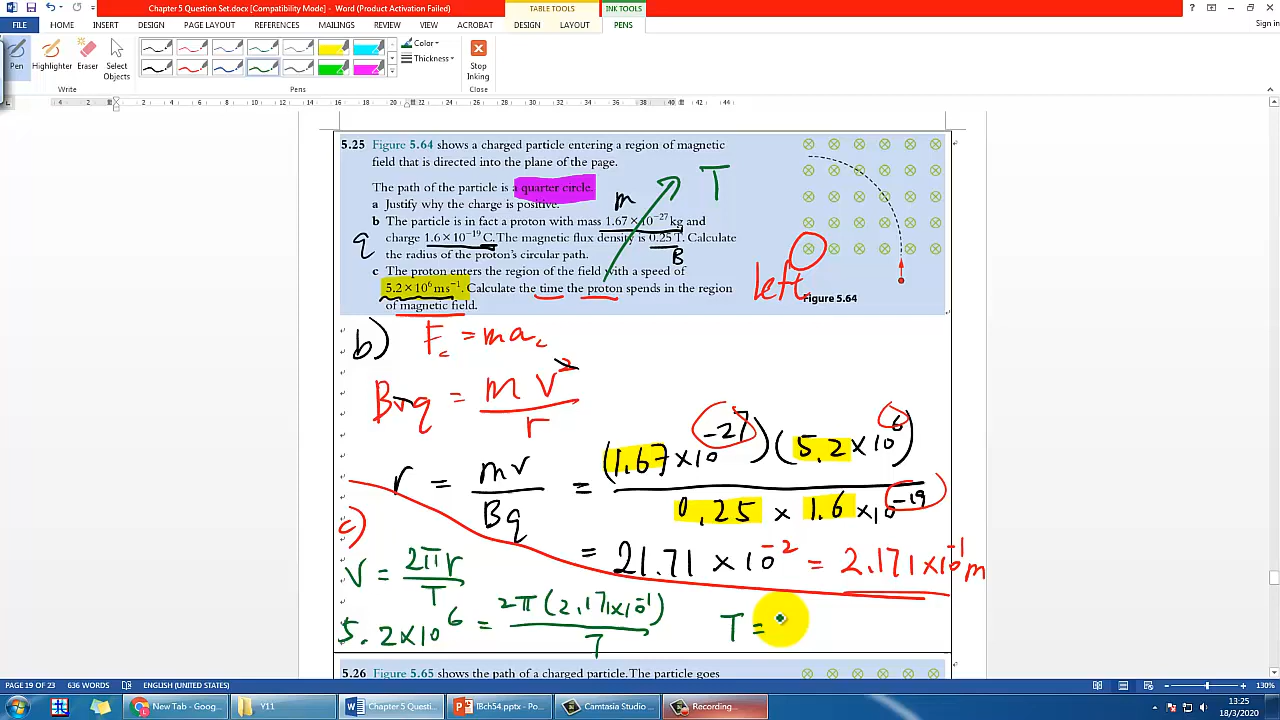 Chapter 5 Question Set.docx [Compatibility Mode] - Word (Product Activation Failed)
TABLE TOOLS
INK TOOLS
FILE HOME INSERT DESIGN PAGE LAYOUT REFERENCES MAILINGS REVIEW VIEW ACROBAT DESIGN LAYOUT PENS
Sign in
Pen Highlighter Eraser Select Objects
Color
Thickness
Stop Inking
Write Pens Close
5.25 Figure 5.64 shows a charged particle entering a region of magnetic
field that is directed into the plane of the page.
The path of the particle is a quarter circle.
a Justify why the charge is positive.
b The particle is in fact a proton with mass 1.67 × 10⁻²⁷ kg and
charge 1.6 × 10⁻¹⁹ C. The magnetic flux density is 0.25 T. Calculate
the radius of the proton's circular path.
c The proton enters the region of the field with a speed of
5.2 × 10⁶ m s⁻¹. Calculate the time the proton spends in the region
of magnetic field.
m
T
q
B
left
Figure 5.64
b) F_c = ma_c
Bvq = mv²/r
r = mv/Bq = (1.67×10⁻²⁷)(5.2×10⁶)/0.25 × 1.6×10⁻¹⁹
= 21.71 × 10⁻² = 2.171×10⁻¹ m
c)
V = 2πr/T
5.2×10⁶ = 2π(2.171×10⁻¹)/T
T =
5.26 Figure 5.65 shows the path of a charged particle. The particle goes
PAGE 19 OF 23 636 WORDS ENGLISH (UNITED STATES) 130%
New Tab - Goog...
Y11
Chapter 5 Questi...
IBch54.pptx - Po...
Camtasia Studio ...
Recording...
13:25
18/3/2020